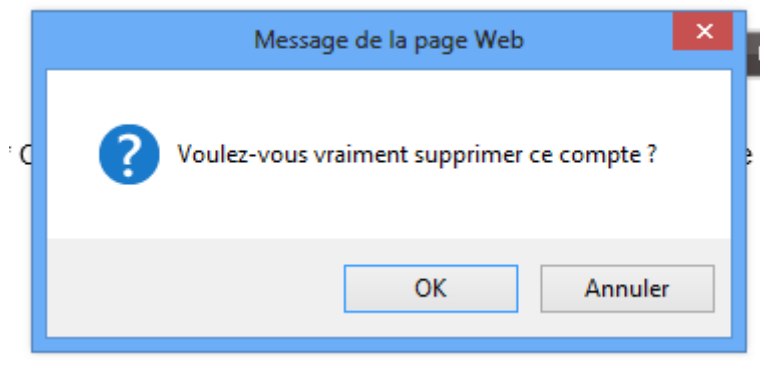 Message de la page Web
Voulez-vous vraiment supprimer ce compte ?
OK
Annuler